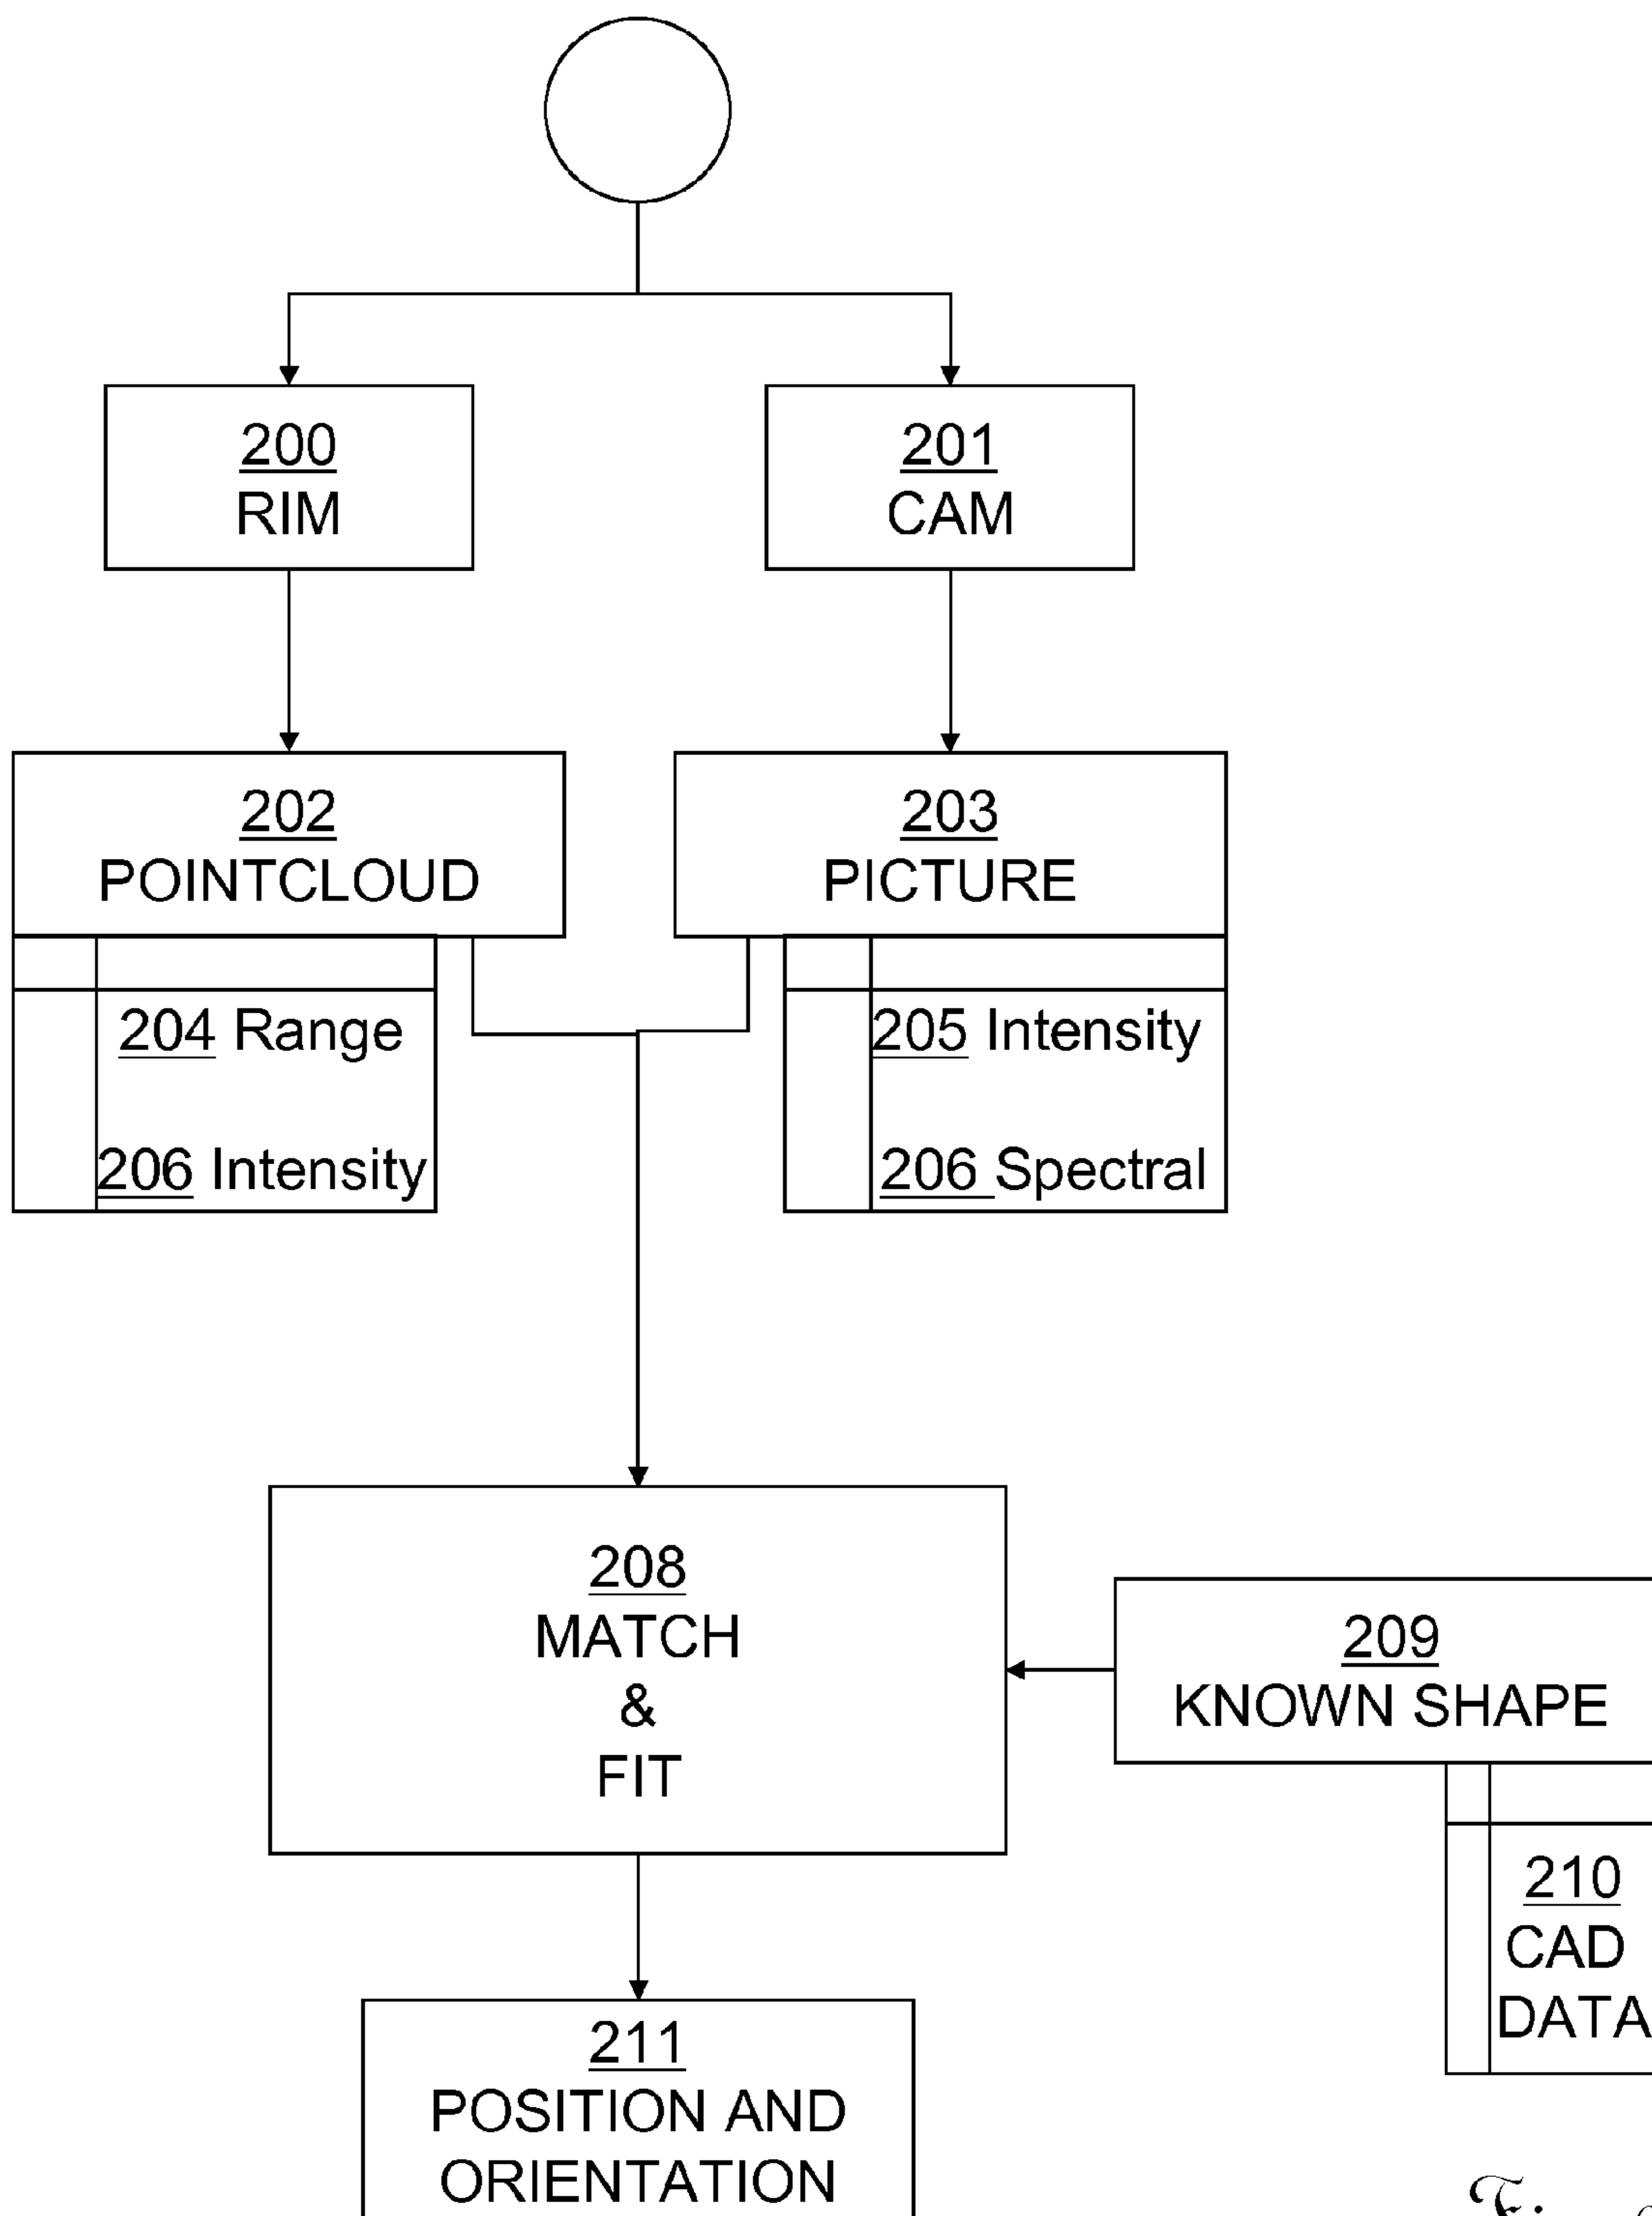 200
RIM
201
CAM
202
POINTCLOUD
203
PICTURE
204 Range
206 Intensity
205 Intensity
206 Spectral
208
MATCH
&
FIT
209
KNOWN SHAPE
210
CAD
DATA
211
POSITION AND
ORIENTATION